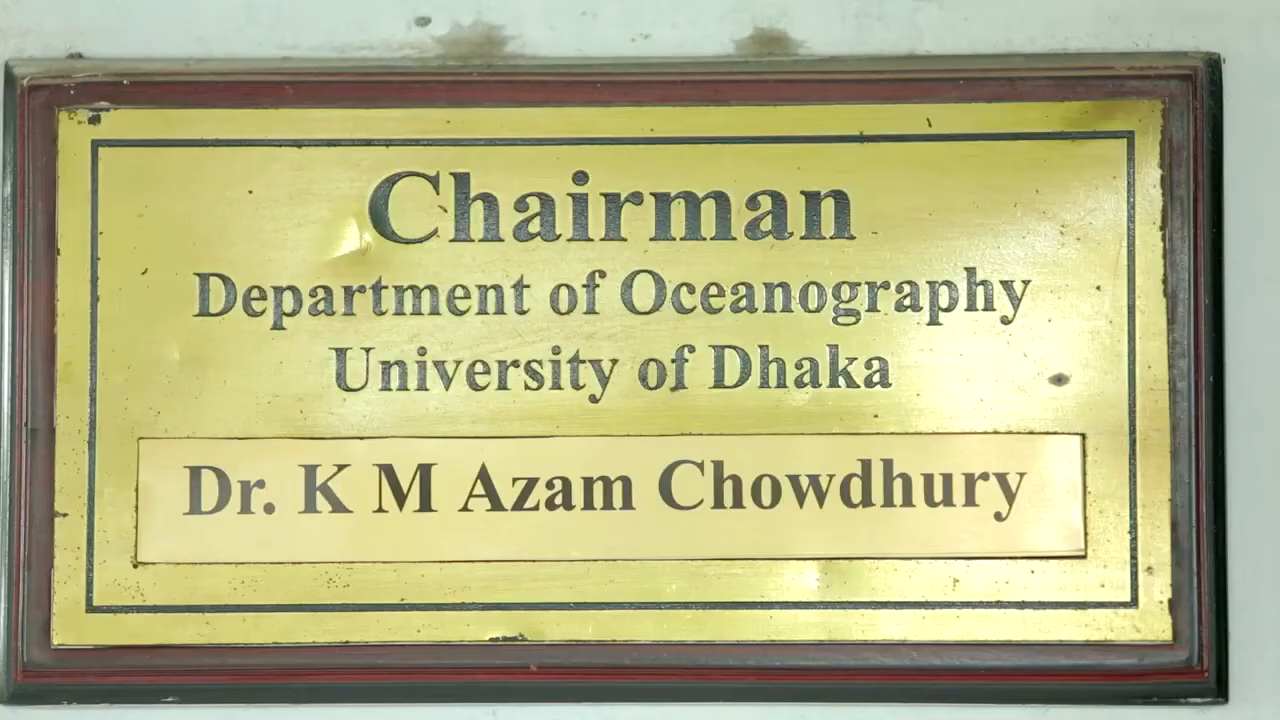 Chairman
Department of Oceanography
University of Dhaka
Dr. K M Azam Chowdhury